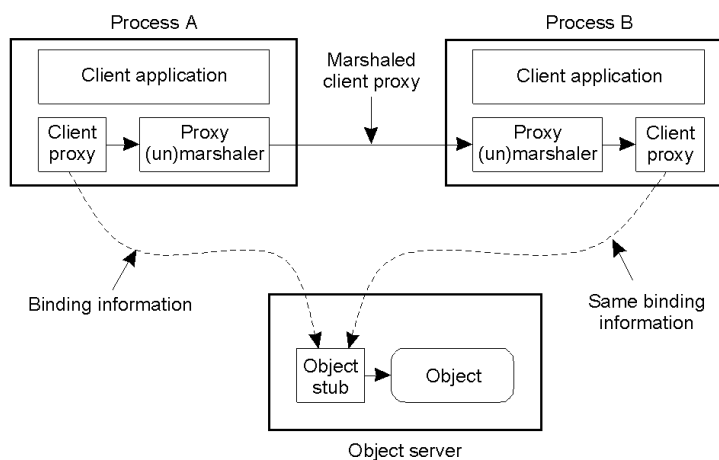 Process A
Process B
Client application
Marshaled
client proxy
Client application
Client
proxy
Proxy
(un)marshaler
Proxy
(un)marshaler
Client
proxy
Binding information
Same binding
information
Object
stub
Object
Object server